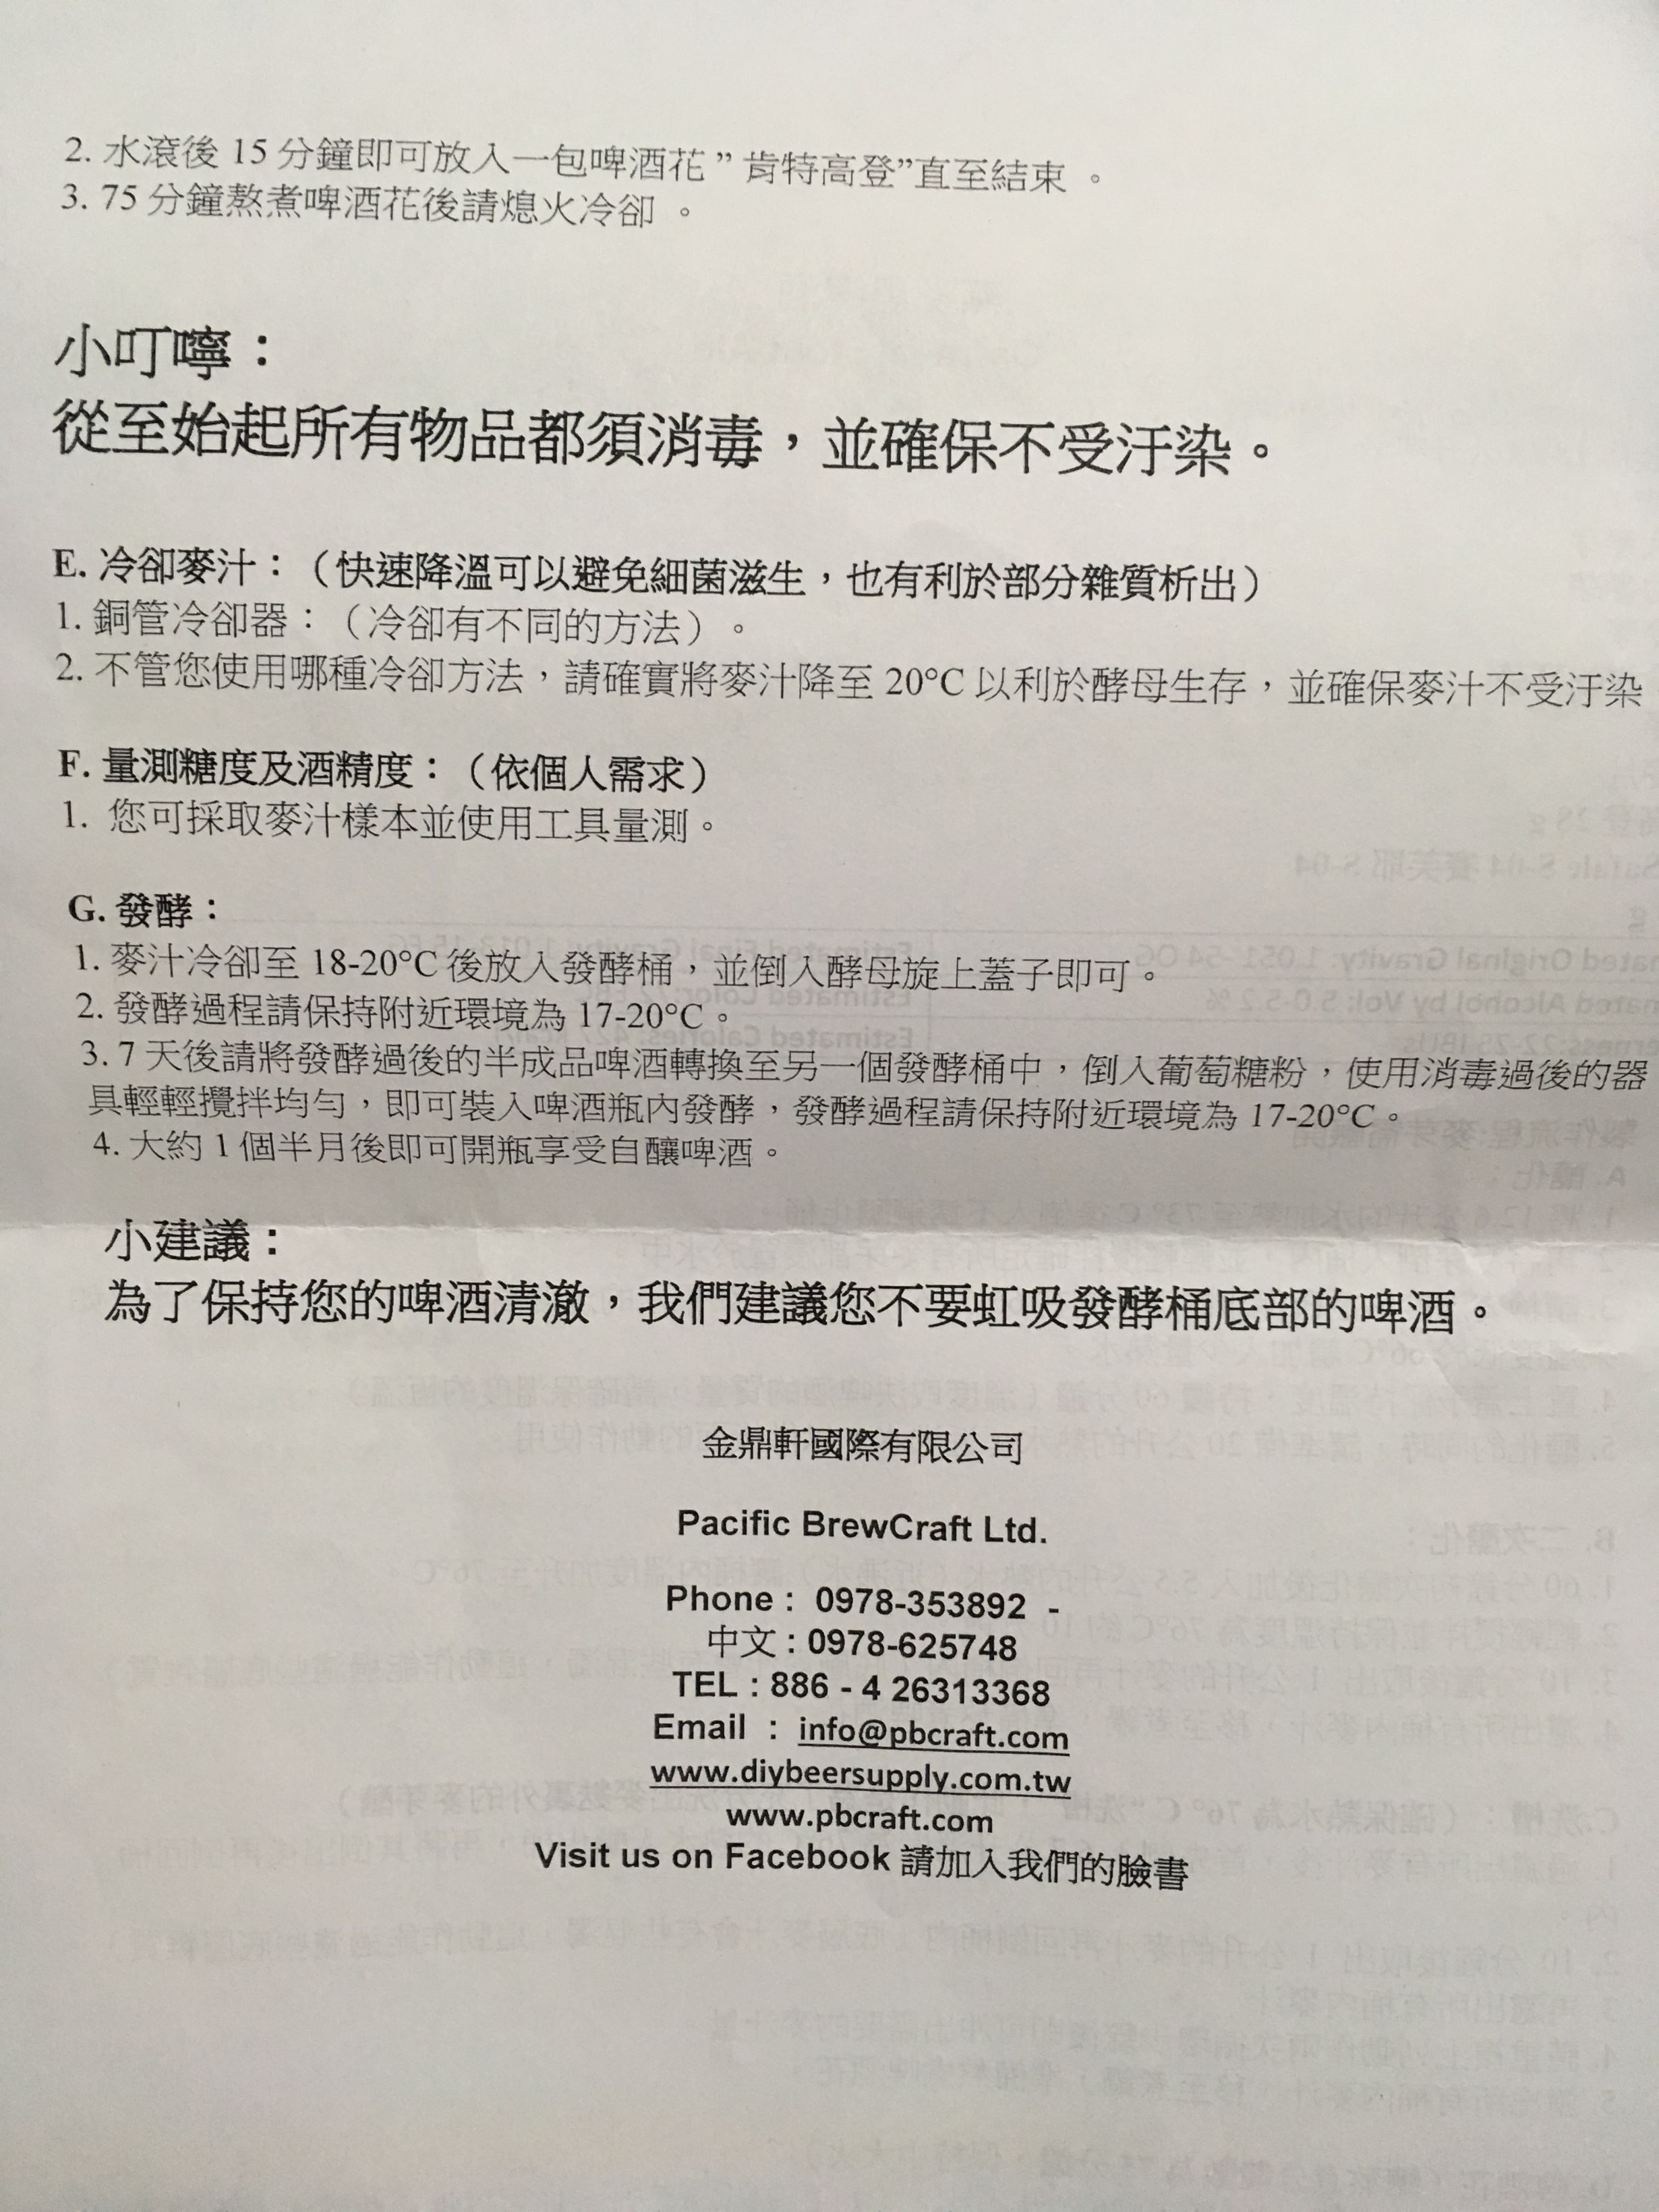 2. 水滾後 15 分鐘即可放入一包啤酒花 ” 肯特高登”直至結束 。
3. 75 分鐘熬煮啤酒花後請熄火冷卻 。
小叮嚀：
從至始起所有物品都須消毒，並確保不受汙染。
E. 冷卻麥汁：（快速降溫可以避免細菌滋生，也有利於部分雜質析出）
1. 銅管冷卻器：（冷卻有不同的方法）。
2. 不管您使用哪種冷卻方法，請確實將麥汁降至 20°C 以利於酵母生存，並確保麥汁不受汙染
F. 量測糖度及酒精度：（依個人需求）
1. 您可採取麥汁樣本並使用工具量測。
G. 發酵：
1. 麥汁冷卻至 18-20°C 後放入發酵桶，並倒入酵母旋上蓋子即可。
2. 發酵過程請保持附近環境為 17-20°C。
3. 7 天後請將發酵過後的半成品啤酒轉換至另一個發酵桶中，倒入葡萄糖粉，使用消毒過後的器
具輕輕攪拌均勻，即可裝入啤酒瓶內發酵，發酵過程請保持附近環境為 17-20°C。
4. 大約 1 個半月後即可開瓶享受自釀啤酒。
小建議：
為了保持您的啤酒清澈，我們建議您不要虹吸發酵桶底部的啤酒。
金鼎軒國際有限公司
Pacific BrewCraft Ltd.
Phone : 0978-353892 -
中文 : 0978-625748
TEL : 886 - 4 26313368
Email : info@pbcraft.com
www.diybeersupply.com.tw
www.pbcraft.com
Visit us on Facebook 請加入我們的臉書